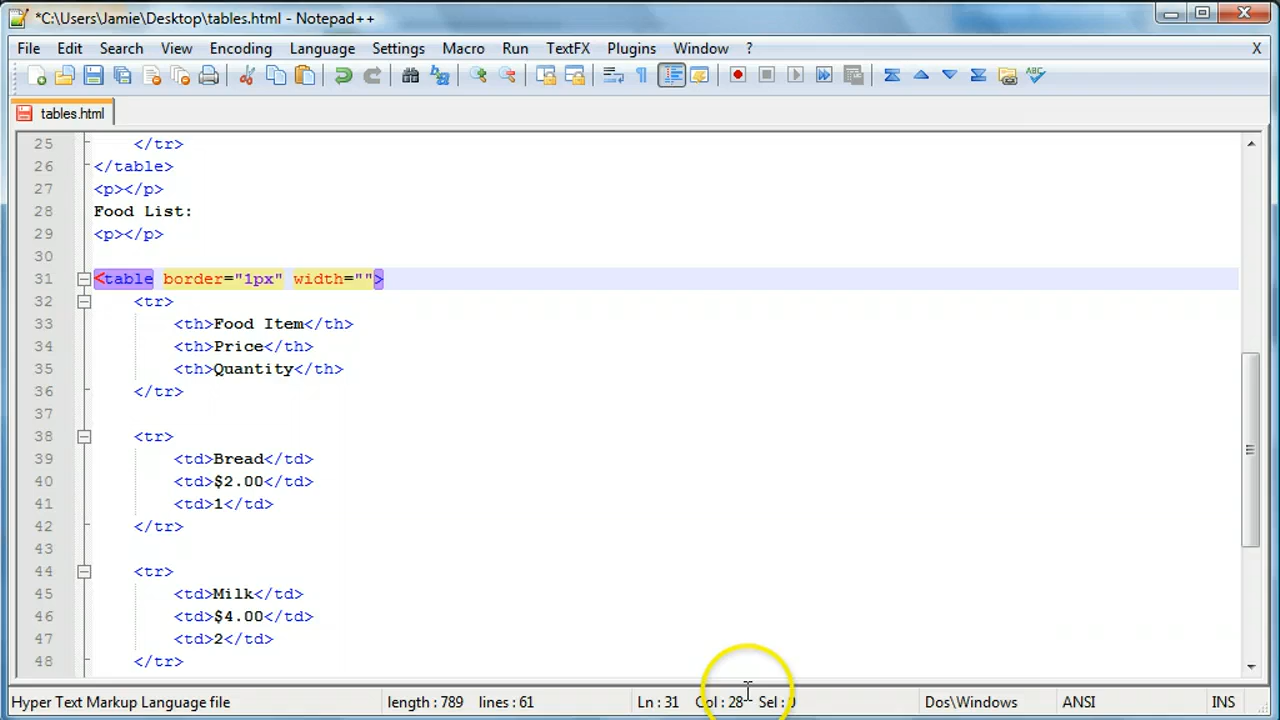 *C:\Users\Jamie\Desktop\tables.html - Notepad++
File Edit Search View Encoding Language Settings Macro Run TextFX Plugins Window ? X
tables.html
25 </tr>
26 </table>
27 <p></p>
28 Food List:
29 <p></p>
30
31 <table border="1px" width="">
32 <tr>
33 <th>Food Item</th>
34 <th>Price</th>
35 <th>Quantity</th>
36 </tr>
37
38 <tr>
39 <td>Bread</td>
40 <td>$2.00</td>
41 <td>1</td>
42 </tr>
43
44 <tr>
45 <td>Milk</td>
46 <td>$4.00</td>
47 <td>2</td>
48 </tr>
Hyper Text Markup Language file length : 789 lines : 61 Ln : 31 Col : 28 Sel : 0 Dos\Windows ANSI INS